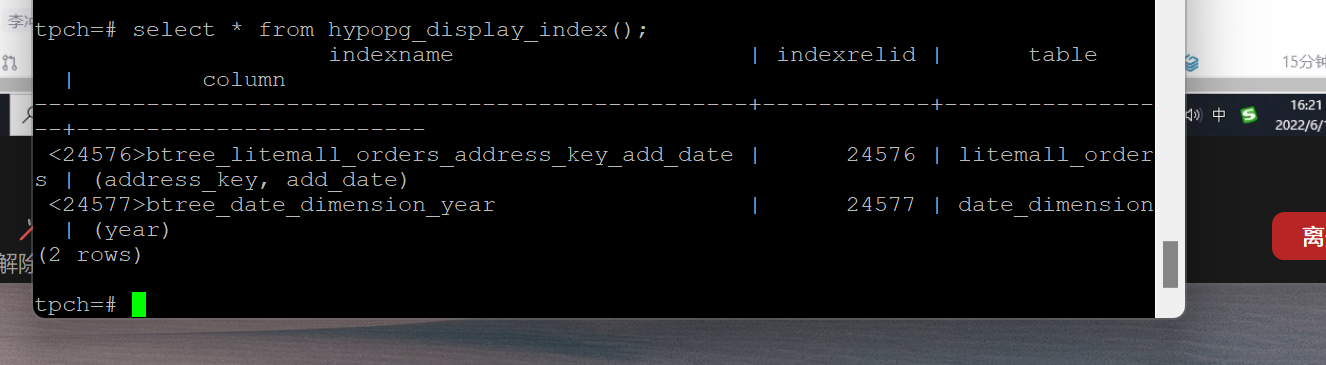 tpch=# select * from hypopg_display_index();
indexname | indexrelid | table
| column
---------------------------------------------------+------------+---------------
--+-------------------------
<24576>btree_litemall_orders_address_key_add_date | 24576 | litemall_order
s | (address_key, add_date)
<24577>btree_date_dimension_year | 24577 | date_dimension
| (year)
(2 rows)
tpch=#
15分钟
中
16:21
2022/6/1
解除
离